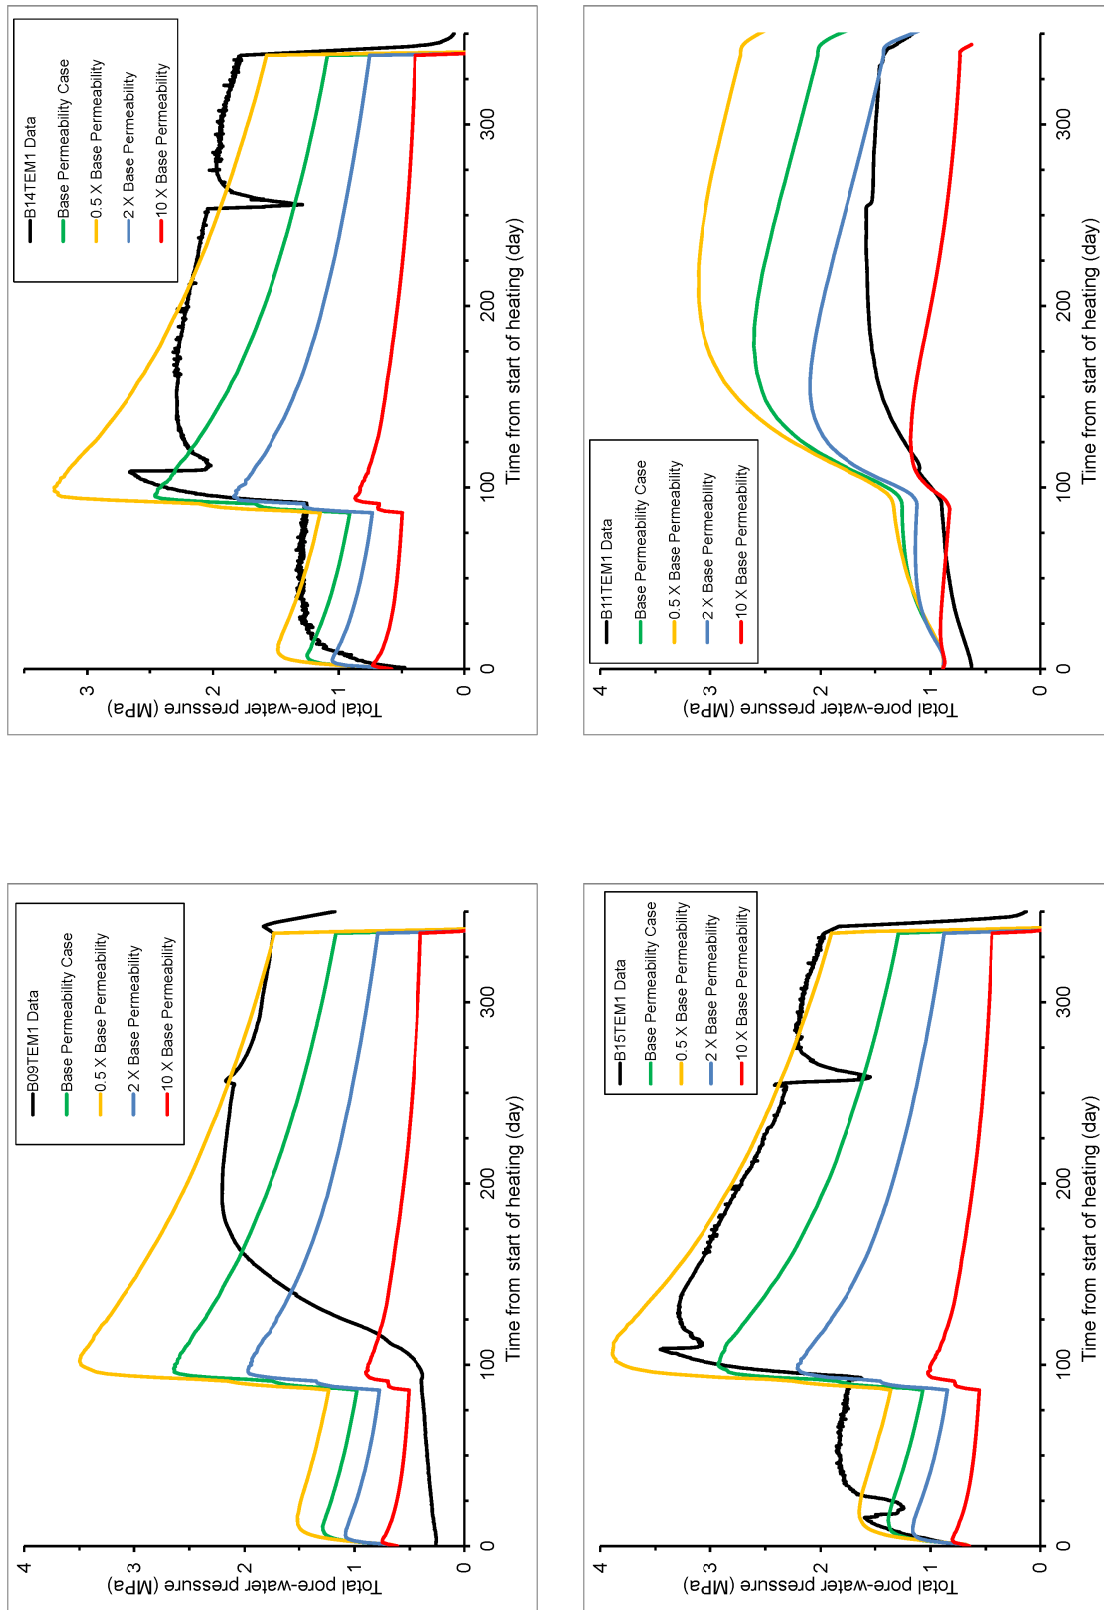 Total pore-water pressure (MPa)
4
3
2
1
0
B09TEM1 Data
Base Permeability Case
0.5 X Base Permeability
2 X Base Permeability
10 X Base Permeability
0
100
200
300
Time from start of heating (day)
Total pore-water pressure (MPa)
3
2
1
0
B14TEM1 Data
Base Permeability Case
0.5 X Base Permeability
2 X Base Permeability
10 X Base Permeability
0
100
200
300
Time from start of heating (day)
Total pore-water pressure (MPa)
4
3
2
1
0
B15TEM1 Data
Base Permeability Case
0.5 X Base Permeability
2 X Base Permeability
10 X Base Permeability
0
100
200
300
Time from start of heating (day)
Total pore-water pressure (MPa)
4
3
2
1
0
B11TEM1 Data
Base Permeability Case
0.5 X Base Permeability
2 X Base Permeability
10 X Base Permeability
0
100
200
300
Time from start of heating (day)